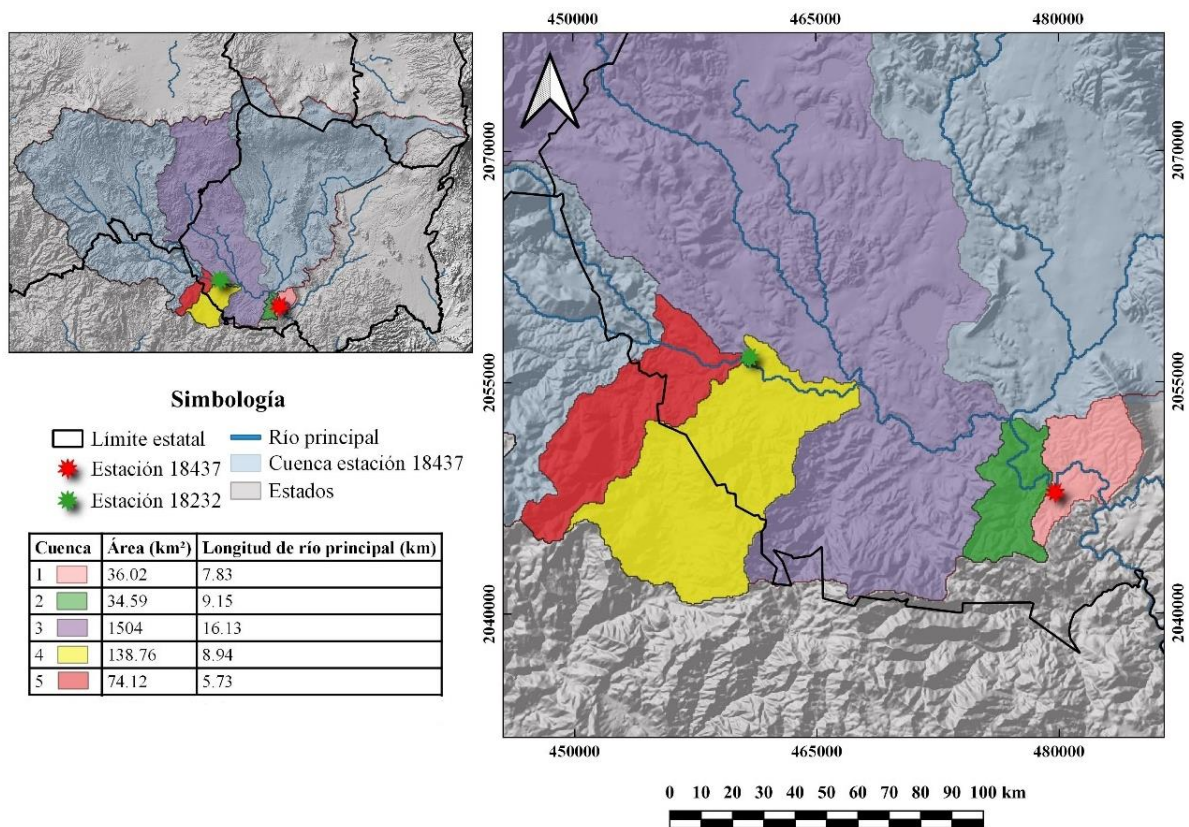 Simbología
Límite estatal
Río principal
Estación 18437
Cuenca estación 18437
Estación 18232
Estados
Cuenca Área (km²) Longitud de río principal (km)
1 36.02 7.83
2 34.59 9.15
3 1504 16.13
4 138.76 8.94
5 74.12 5.73
450000 465000 480000
2070000 2070000
2055000 2055000
2040000 2040000
450000 465000 480000
0 10 20 30 40 50 60 70 80 90 100 km